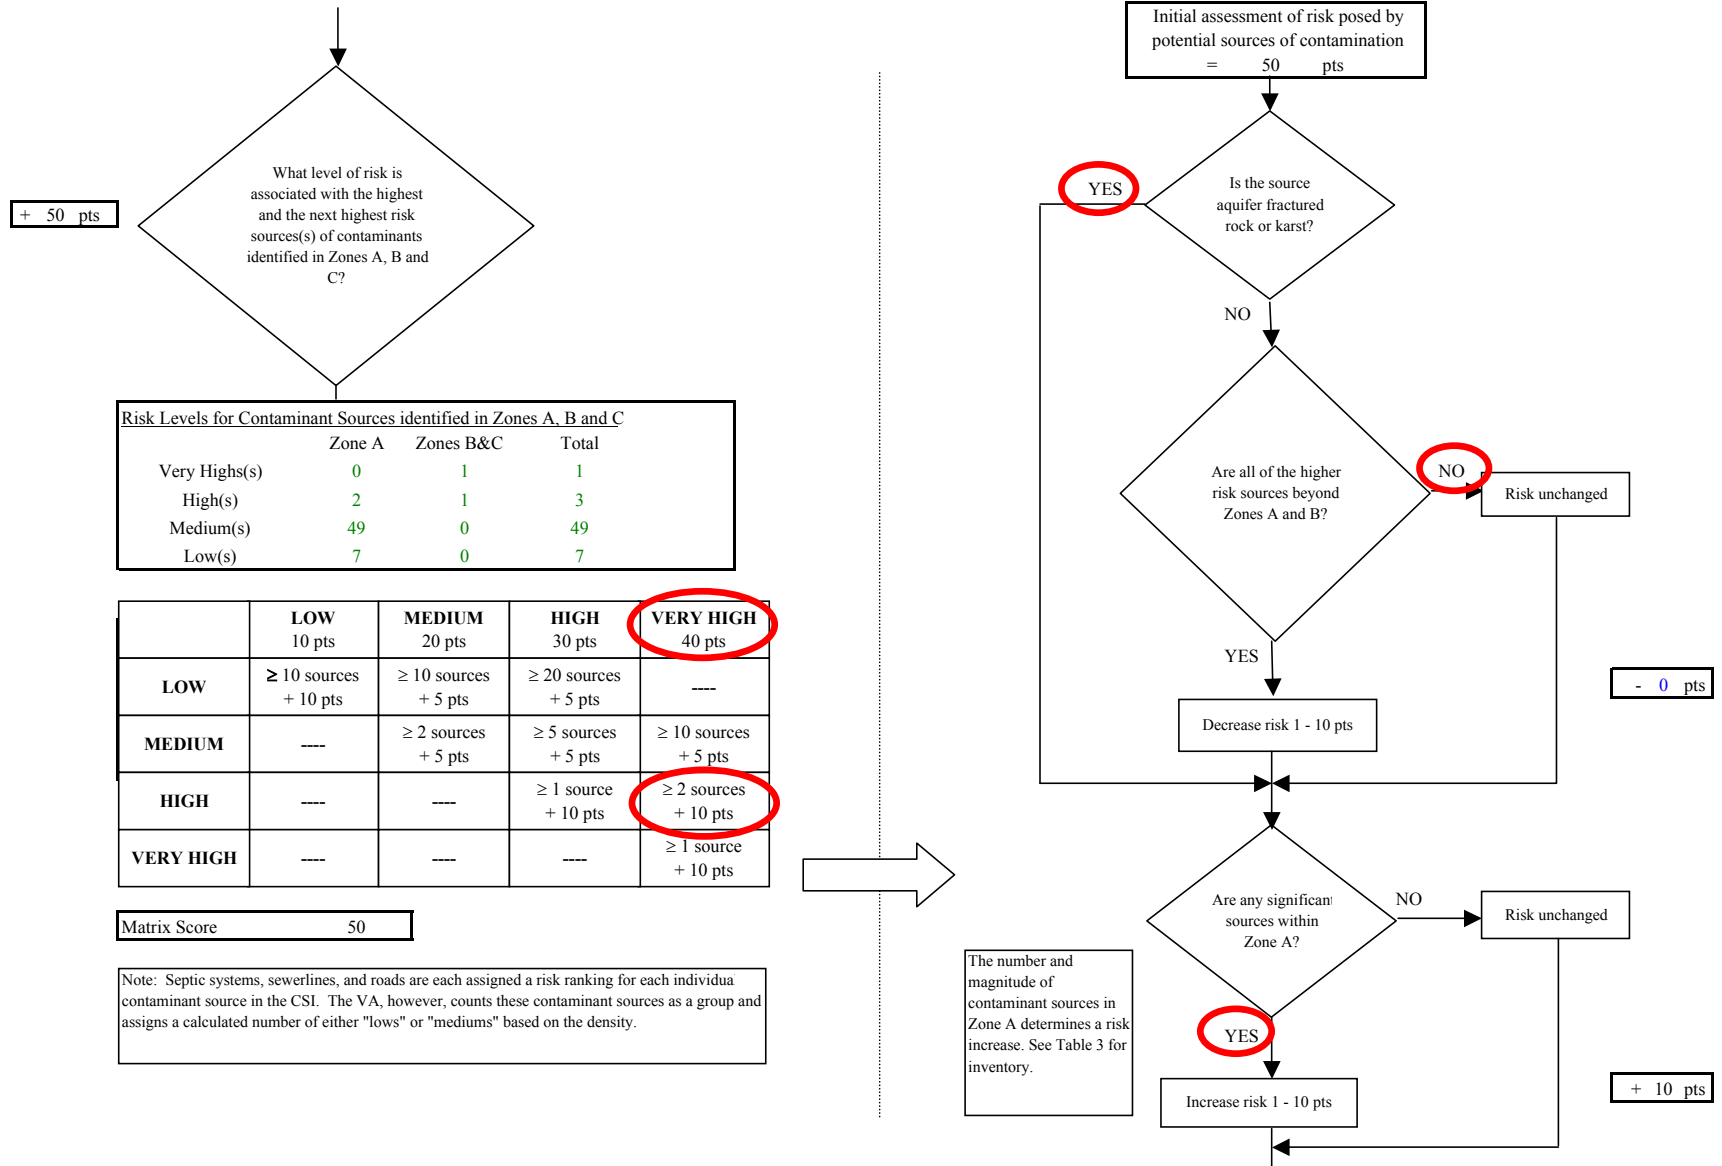 What level of risk is
associated with the highest
and the next highest risk
sources(s) of contaminants
identified in Zones A, B and
C?
+ 50 pts
Risk Levels for Contaminant Sources identified in Zones A, B and C
Zone A Zones B&C Total
Very Highs(s) 0 1 1
High(s) 2 1 3
Medium(s) 49 0 49
Low(s) 7 0 7
LOW MEDIUM HIGH VERY HIGH
10 pts 20 pts 30 pts 40 pts
LOW ≥ 10 sources ≥ 10 sources ≥ 20 sources ----
+ 10 pts + 5 pts + 5 pts
MEDIUM ---- ≥ 2 sources ≥ 5 sources ≥ 10 sources
+ 5 pts + 5 pts + 5 pts
HIGH ---- ---- ≥ 1 source ≥ 2 sources
+ 10 pts + 10 pts
VERY HIGH ---- ---- ---- ≥ 1 source
+ 10 pts
Matrix Score 50
Note: Septic systems, sewerlines, and roads are each assigned a risk ranking for each individua
contaminant source in the CSI. The VA, however, counts these contaminant sources as a group and
assigns a calculated number of either "lows" or "mediums" based on the density.
Initial assessment of risk posed by
potential sources of contamination
= 50 pts
Is the source
aquifer fractured
rock or karst?
YES
NO
Are all of the higher
risk sources beyond
Zones A and B?
NO
Risk unchanged
YES
Decrease risk 1 - 10 pts
- 0 pts
Are any significant
sources within
Zone A?
NO
Risk unchanged
The number and
magnitude of
contaminant sources in
Zone A determines a risk
increase. See Table 3 for
inventory.
YES
Increase risk 1 - 10 pts
+ 10 pts